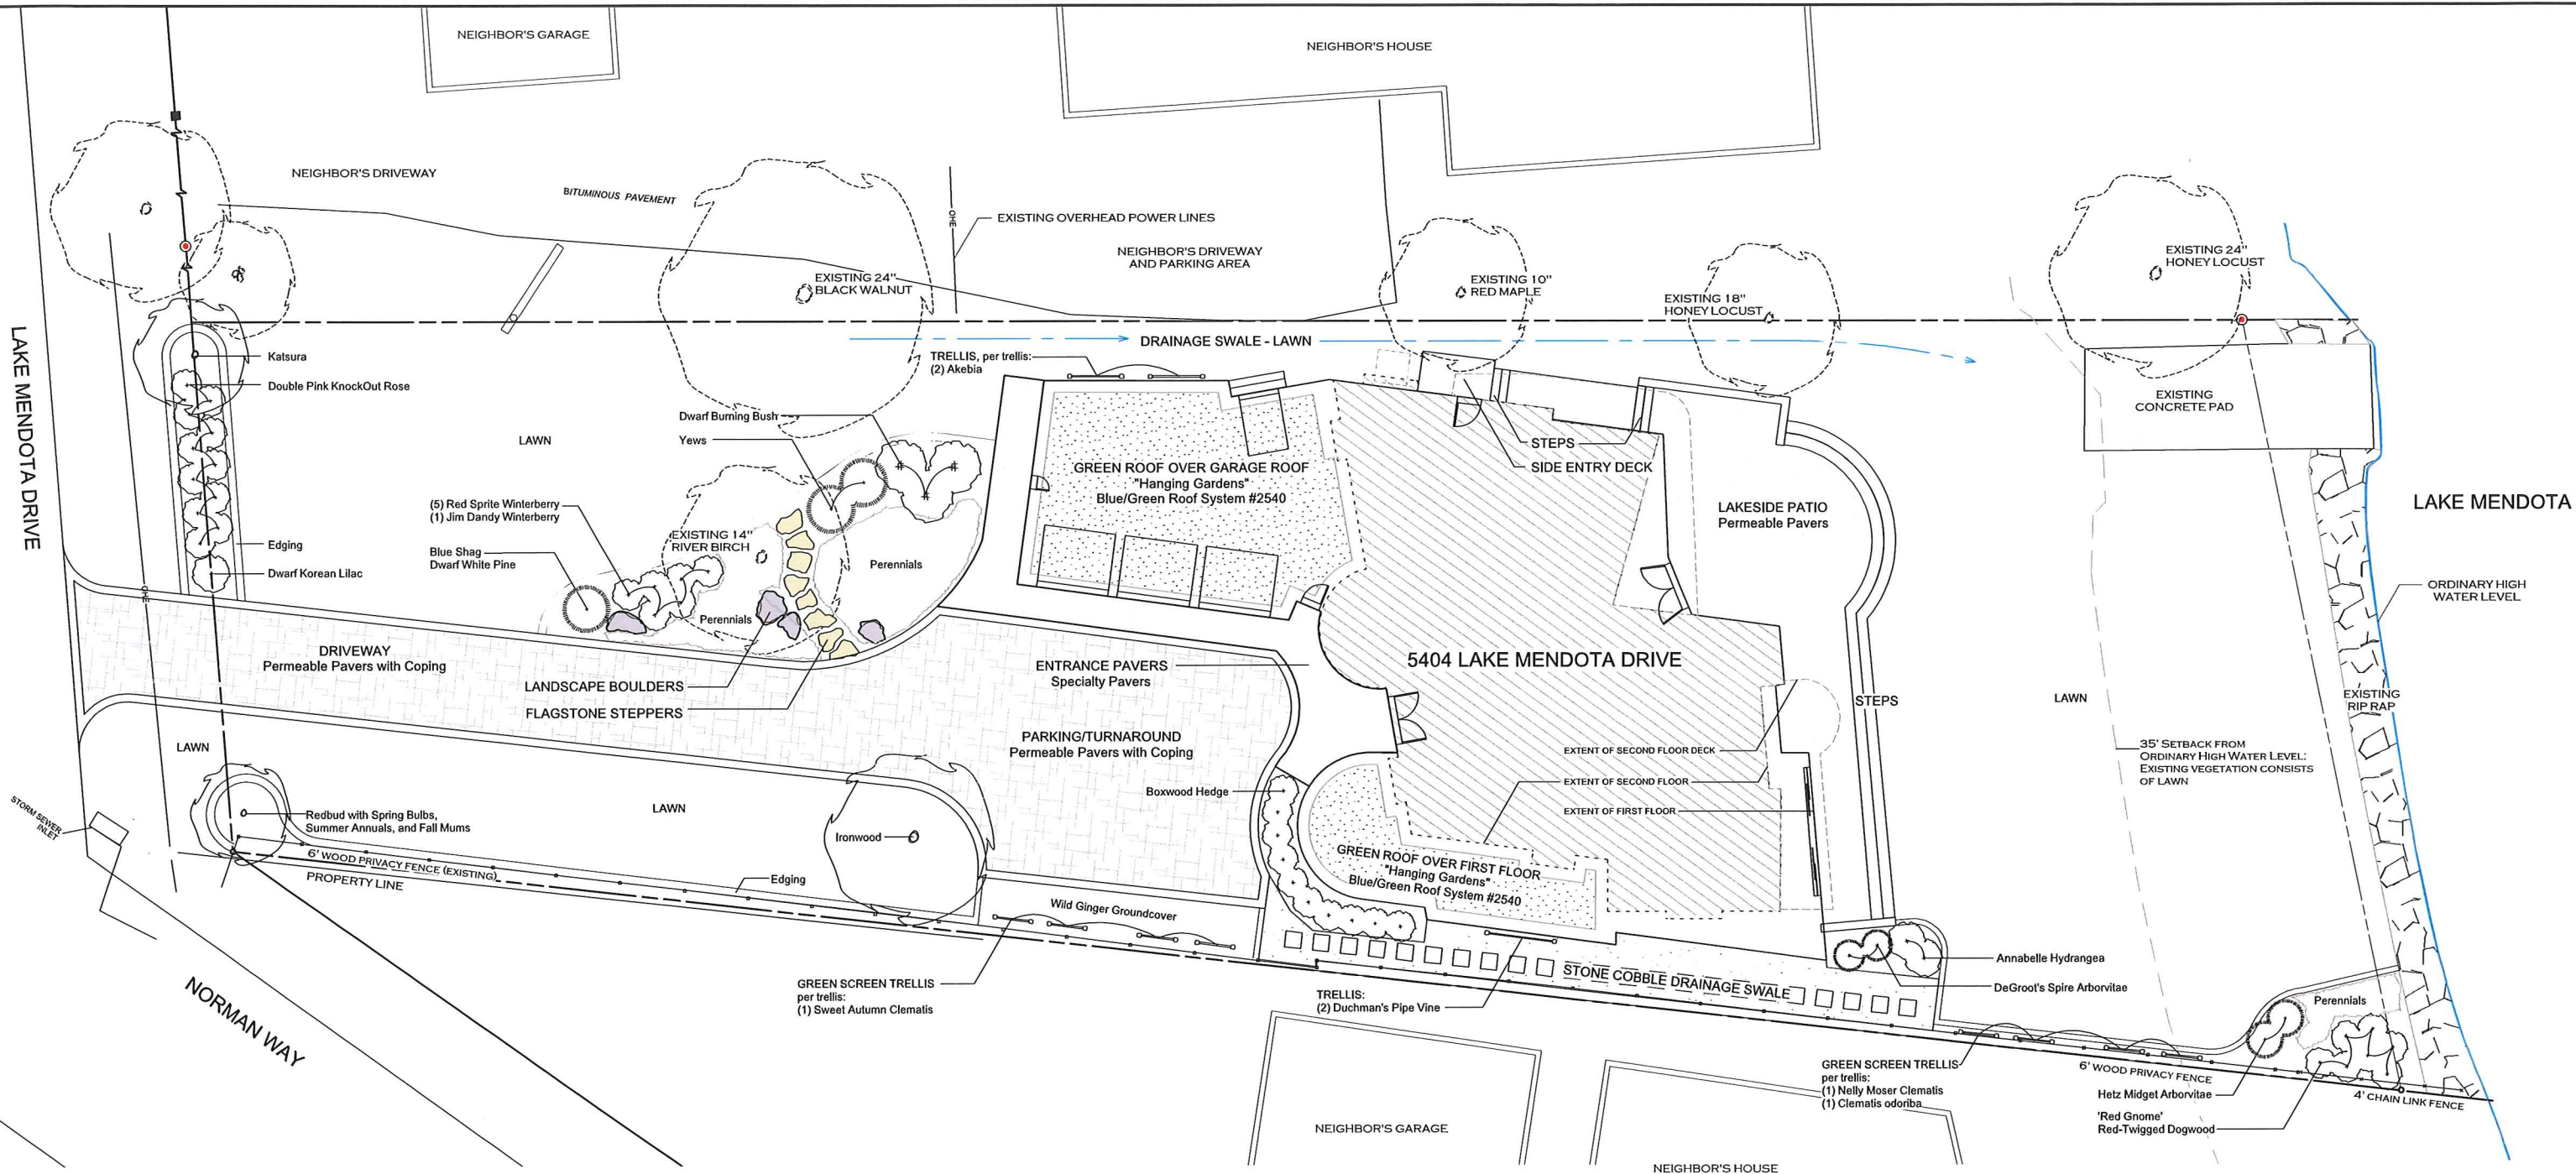 NEIGHBOR'S GARAGE
NEIGHBOR'S HOUSE
NEIGHBOR'S DRIVEWAY
BITUMINOUS PAVEMENT
OHE
EXISTING OVERHEAD POWER LINES
NEIGHBOR'S DRIVEWAY
AND PARKING AREA
EXISTING 24"
BLACK WALNUT
EXISTING 10"
RED MAPLE
EXISTING 18"
HONEY LOCUST
EXISTING 24"
HONEY LOCUST
LAKE MENDOTA DRIVE
DRAINAGE SWALE - LAWN
Katsura
Double Pink KnockOut Rose
TRELLIS, per trellis:
(2) Akebia
EXISTING
CONCRETE PAD
Dwarf Burning Bush
Yews
LAWN
STEPS
SIDE ENTRY DECK
GREEN ROOF OVER GARAGE ROOF
"Hanging Gardens"
Blue/Green Roof System #2540
LAKESIDE PATIO
Permeable Pavers
LAKE MENDOTA
(5) Red Sprite Winterberry
(1) Jim Dandy Winterberry
EXISTING 14"
RIVER BIRCH
Edging
Blue Shag
Dwarf White Pine
Dwarf Korean Lilac
Perennials
OHE
Perennials
ORDINARY HIGH
WATER LEVEL
DRIVEWAY
Permeable Pavers with Coping
ENTRANCE PAVERS
Specialty Pavers
5404 LAKE MENDOTA DRIVE
LANDSCAPE BOULDERS
FLAGSTONE STEPPERS
STEPS
LAWN
EXISTING
RIP RAP
PARKING/TURNAROUND
Permeable Pavers with Coping
LAWN
EXTENT OF SECOND FLOOR DECK
EXTENT OF SECOND FLOOR
EXTENT OF FIRST FLOOR
35' SETBACK FROM
ORDINARY HIGH WATER LEVEL:
EXISTING VEGETATION CONSISTS
OF LAWN
Boxwood Hedge
STORM SEWER
INLET
Redbud with Spring Bulbs,
Summer Annuals, and Fall Mums
LAWN
Ironwood
6' WOOD PRIVACY FENCE (EXISTING)
PROPERTY LINE
Edging
GREEN ROOF OVER FIRST FLOOR
"Hanging Gardens"
Blue/Green Roof System #2540
Wild Ginger Groundcover
GREEN SCREEN TRELLIS
per trellis:
(1) Sweet Autumn Clematis
TRELLIS:
(2) Duchman's Pipe Vine
STONE COBBLE DRAINAGE SWALE
Annabelle Hydrangea
DeGroot's Spire Arborvitae
Perennials
NORMAN WAY
GREEN SCREEN TRELLIS
per trellis:
(1) Nelly Moser Clematis
(1) Clematis odoriba
6' WOOD PRIVACY FENCE
Hetz Midget Arborvitae
4' CHAIN LINK FENCE
'Red Gnome'
Red-Twigged Dogwood
NEIGHBOR'S GARAGE
NEIGHBOR'S HOUSE